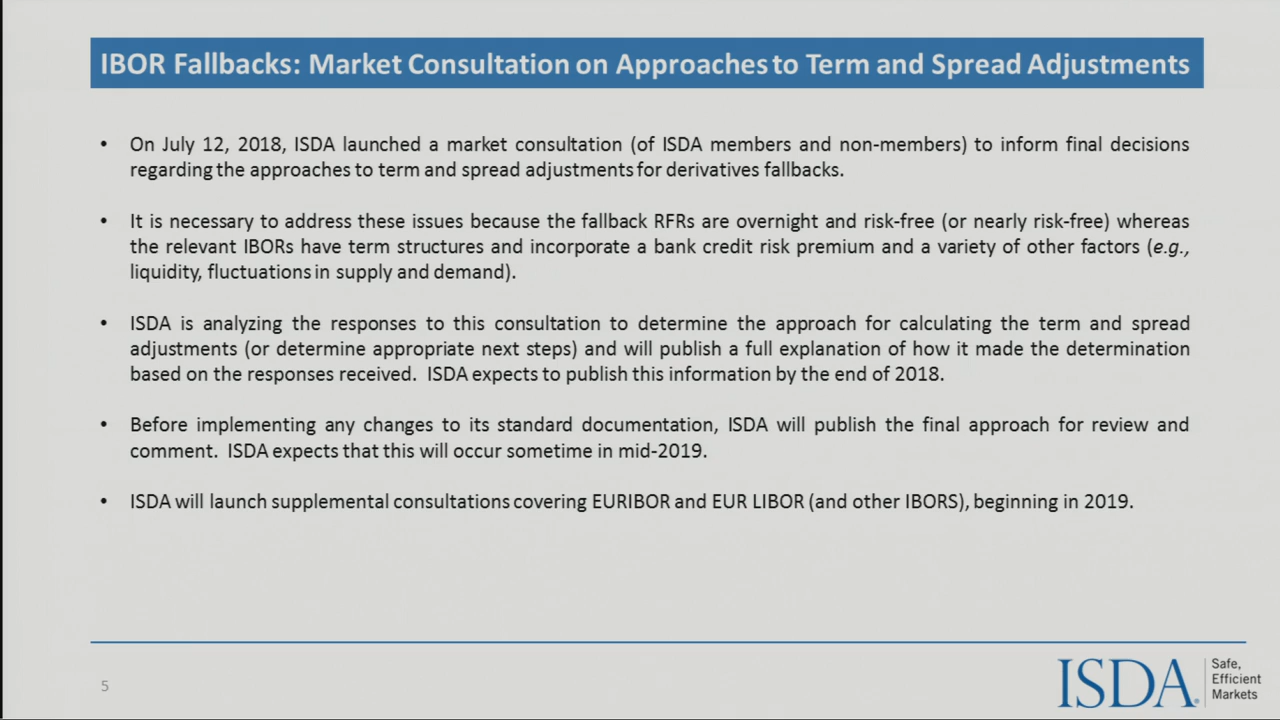 IBOR Fallbacks: Market Consultation on Approaches to Term and Spread Adjustments
• On July 12, 2018, ISDA launched a market consultation (of ISDA members and non-members) to inform final decisions
regarding the approaches to term and spread adjustments for derivatives fallbacks.
• It is necessary to address these issues because the fallback RFRs are overnight and risk-free (or nearly risk-free) whereas
the relevant IBORs have term structures and incorporate a bank credit risk premium and a variety of other factors (e.g.,
liquidity, fluctuations in supply and demand).
• ISDA is analyzing the responses to this consultation to determine the approach for calculating the term and spread
adjustments (or determine appropriate next steps) and will publish a full explanation of how it made the determination
based on the responses received. ISDA expects to publish this information by the end of 2018.
• Before implementing any changes to its standard documentation, ISDA will publish the final approach for review and
comment. ISDA expects that this will occur sometime in mid-2019.
• ISDA will launch supplemental consultations covering EURIBOR and EUR LIBOR (and other IBORS), beginning in 2019.
5
ISDA®
Safe,
Efficient
Markets